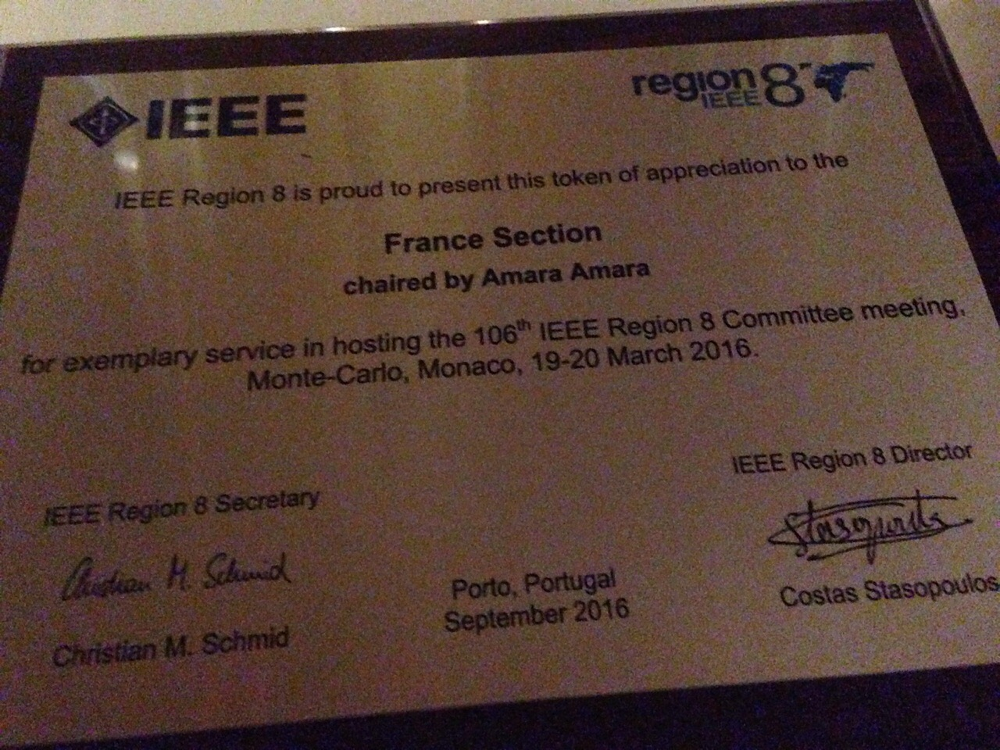 IEEE
region 8
IEEE
IEEE Region 8 is proud to present this token of appreciation to the
France Section
chaired by Amara Amara
for exemplary service in hosting the 106th IEEE Region 8 Committee meeting,
Monte-Carlo, Monaco, 19-20 March 2016.
IEEE Region 8 Secretary
Christian M. Schmid
Christian M. Schmid
Porto, Portugal
September 2016
IEEE Region 8 Director
Costas Stasopoulos